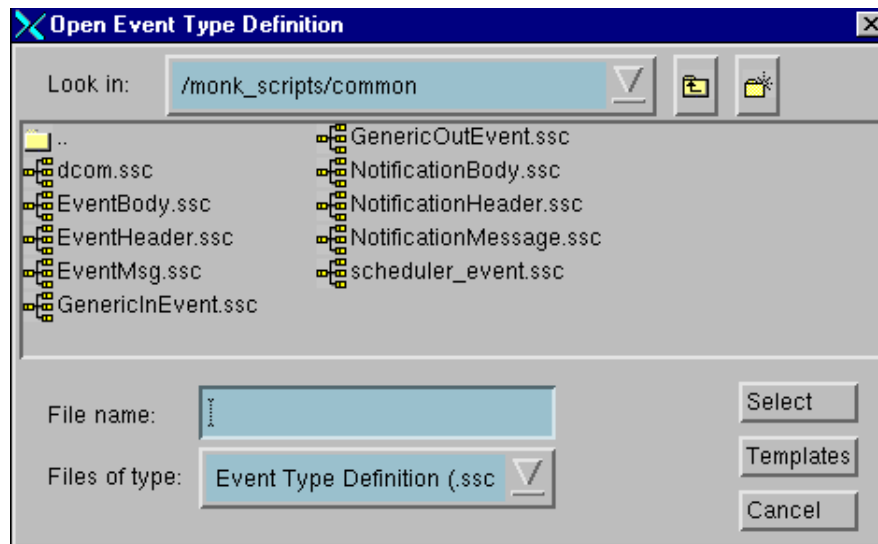 Open Event Type Definition
Look in: /monk_scripts/common
..
dcom.ssc
EventBody.ssc
EventHeader.ssc
EventMsg.ssc
GenericInEvent.ssc
GenericOutEvent.ssc
NotificationBody.ssc
NotificationHeader.ssc
NotificationMessage.ssc
scheduler_event.ssc
File name:
Select
Files of type: Event Type Definition (.ssc
Templates
Cancel